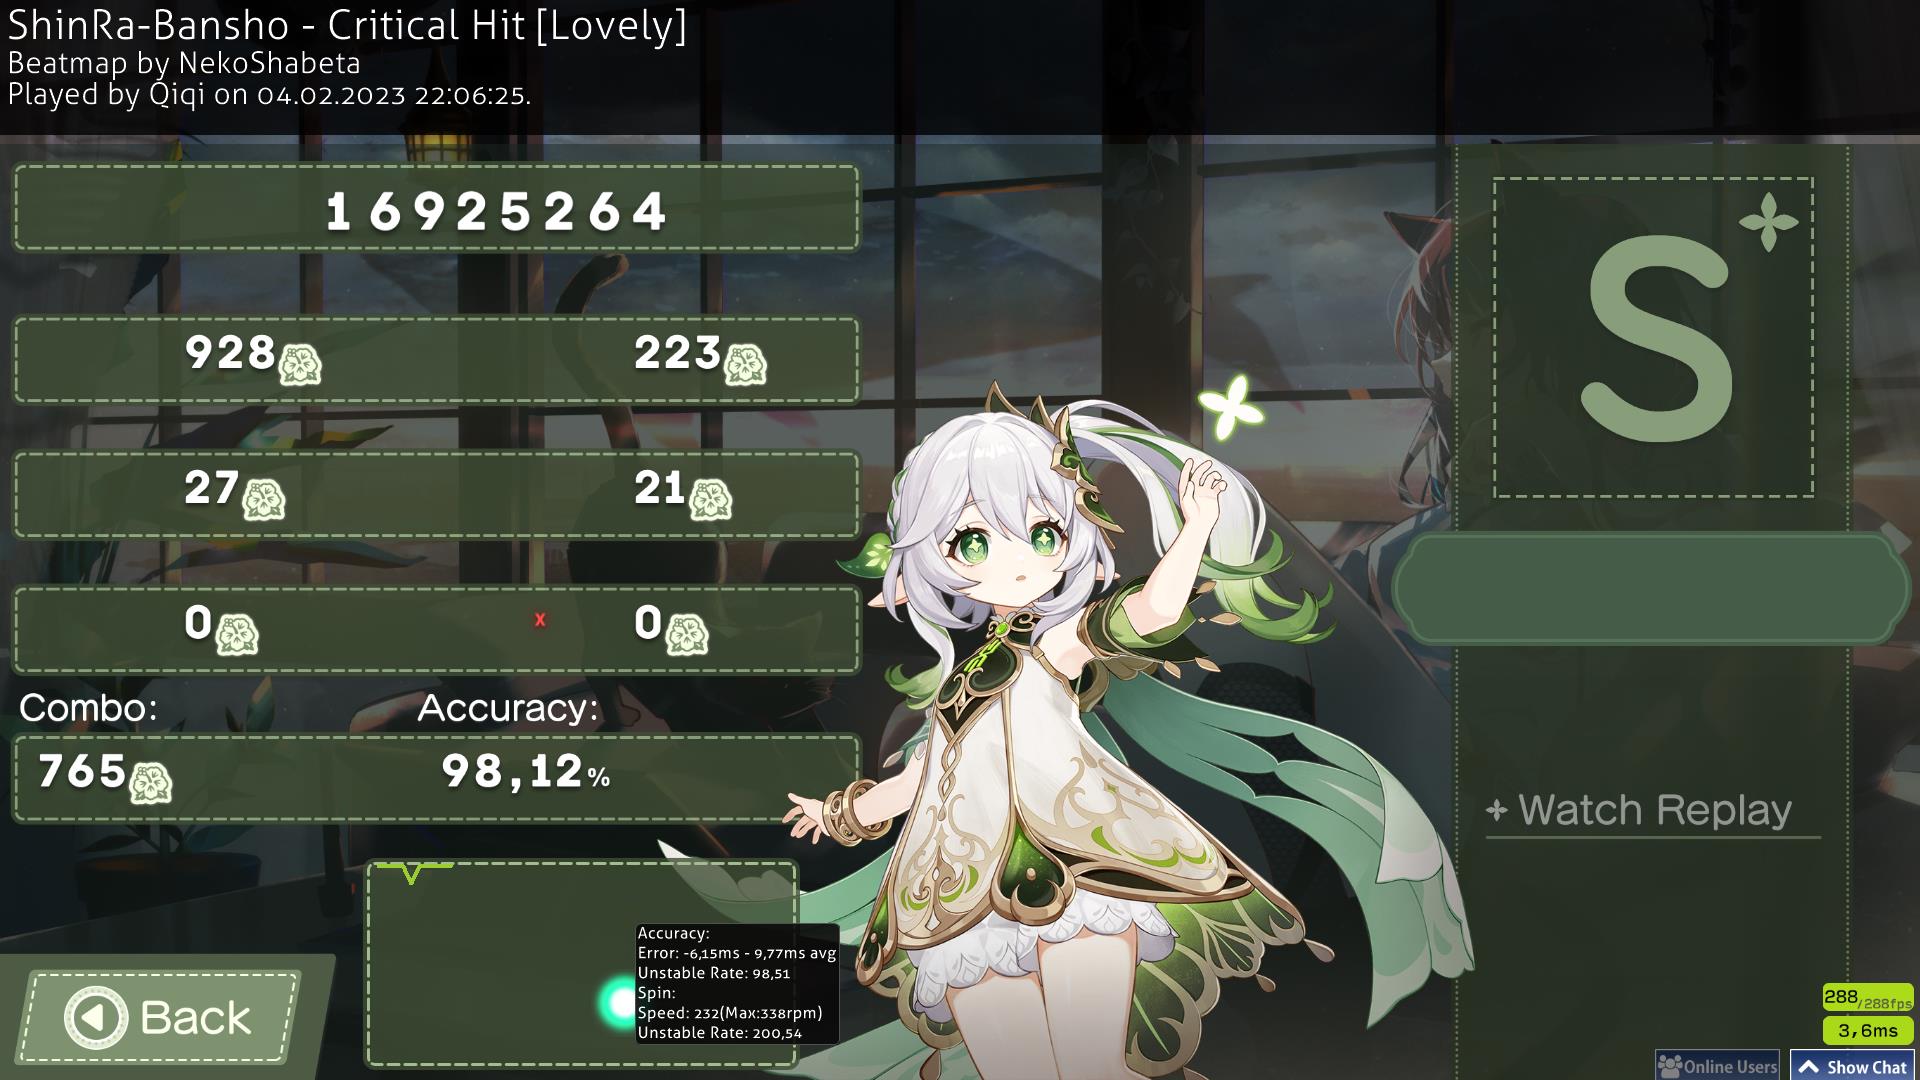 ShinRa-Bansho - Critical Hit [Lovely]
Beatmap by NekoShabeta
Played by Qiqi on 04.02.2023 22:06:25.
16925264
928 223
27 21
0 x 0
Combo: Accuracy:
765 98,12%
S
Watch Replay
Accuracy:
Error: -6,15ms - 9,77ms avg
Unstable Rate: 98,51
Spin:
Speed: 232(Max:338rpm)
Unstable Rate: 200,54
Back
288/288fps
3,6ms
Online Users Show Chat